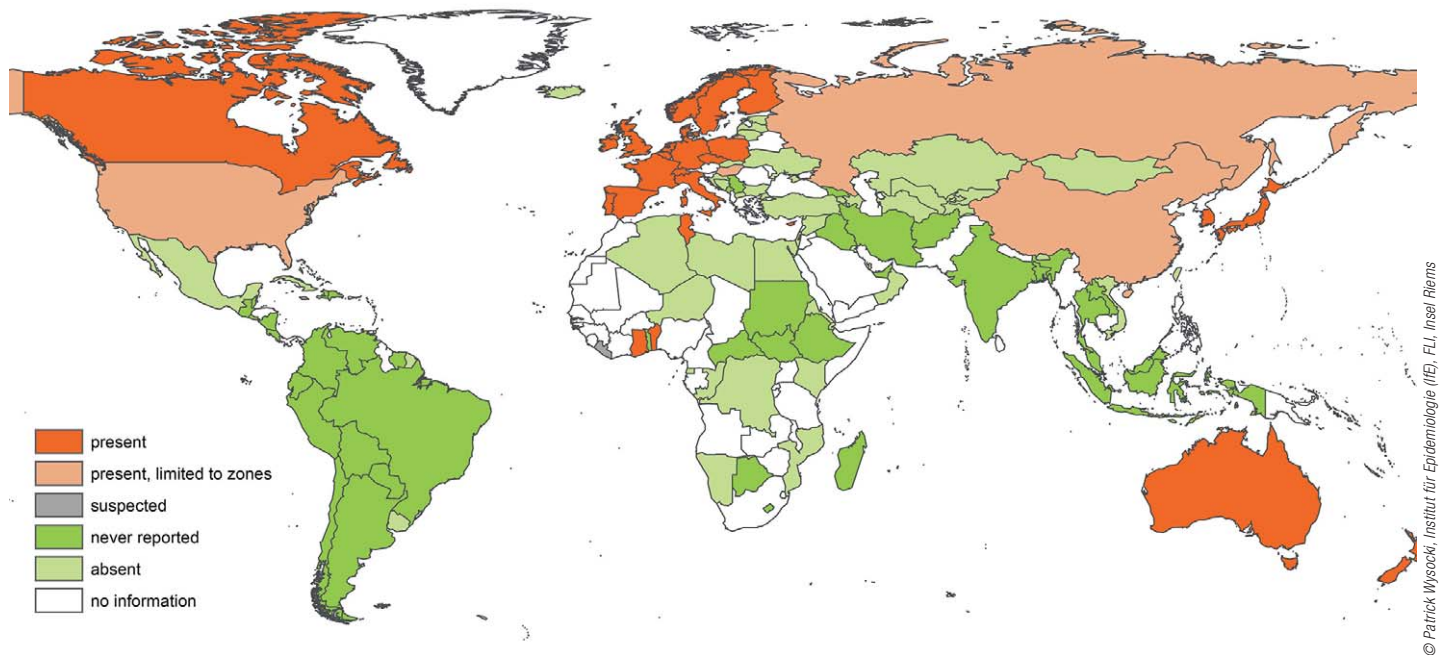 present
present, limited to zones
suspected
never reported
absent
no information
© Patrick Wysocki, Institut für Epidemiologie (IfE), FLI, Insel Riems